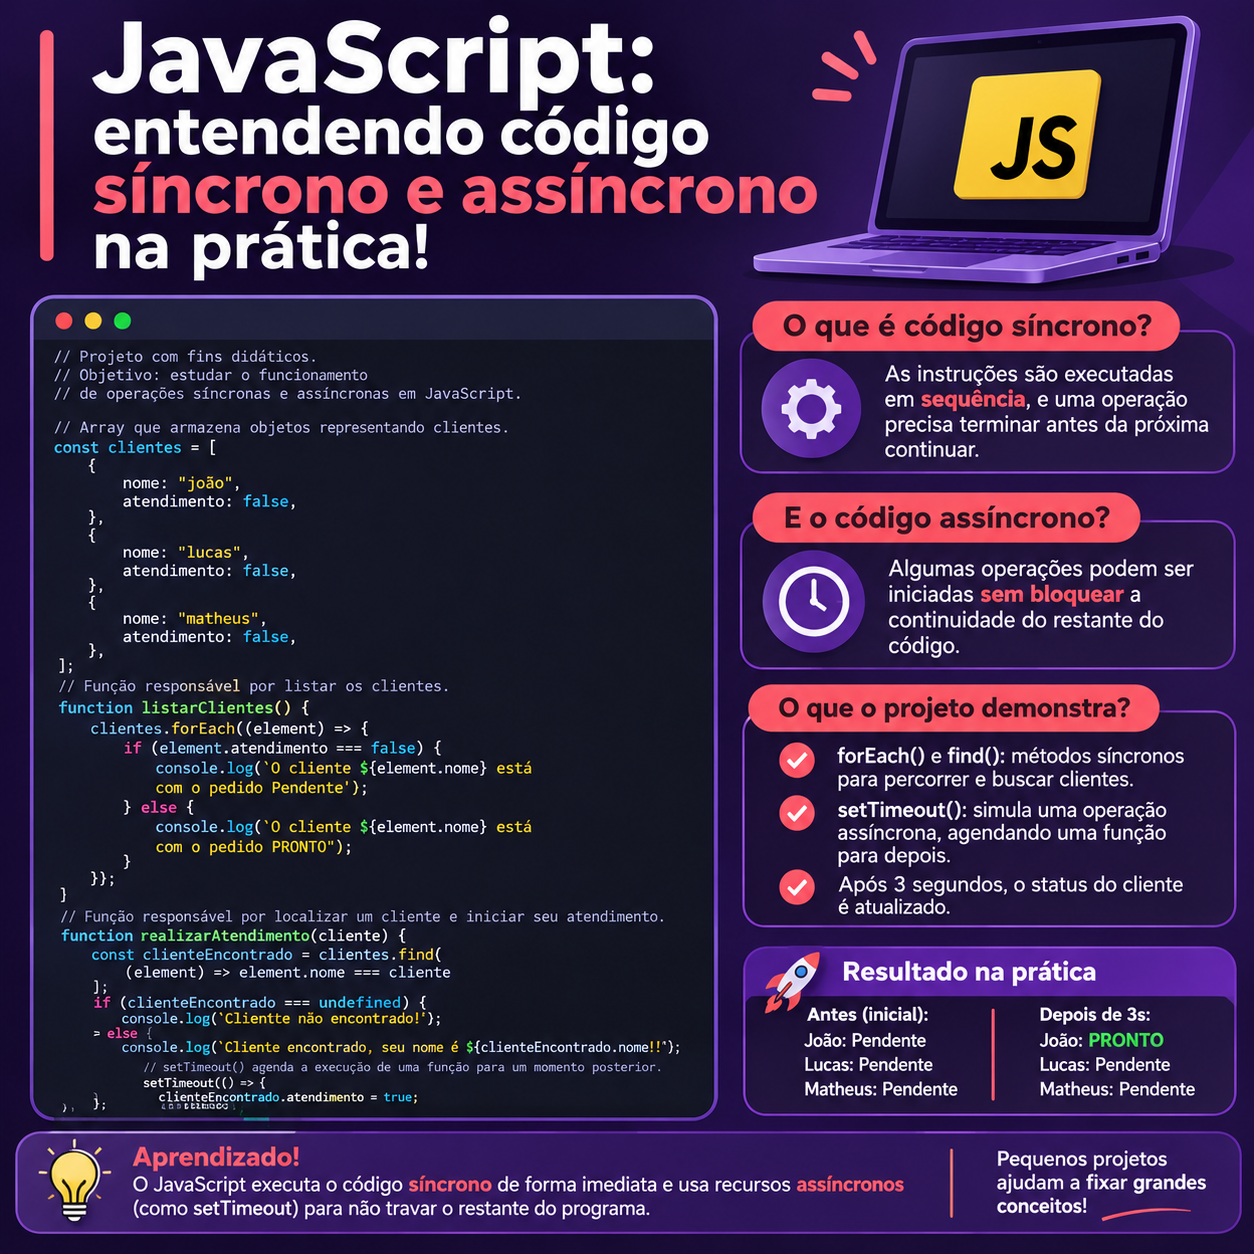 JavaScript:
entendendo código
síncrono e assíncrono
na prática!
JS
// Projeto com fins didáticos.
// Objetivo: estudar o funcionamento
// de operações síncronas e assíncronas em JavaScript.
// Array que armazena objetos representando clientes.
const clientes = [
{
nome: "joão",
atendimento: false,
},
{
nome: "lucas",
atendimento: false,
},
{
nome: "matheus",
atendimento: false,
},
];
// Função responsável por listar os clientes.
function listarClientes() {
clientes.forEach((element) => {
if (element.atendimento === false) {
console.log(`O cliente ${element.nome} está
com o pedido Pendente');
} else {
console.log(`O cliente ${element.nome} está
com o pedido PRONTO");
}
}};
}
// Função responsável por localizar um cliente e iniciar seu atendimento.
function realizarAtendimento(cliente) {
const clienteEncontrado = clientes.find(
(element) => element.nome === cliente
];
if (clienteEncontrado === undefined) {
console.log(`Clientte não encontrado!");
= else {
console.log(`Cliente encontrado, seu nome é ${clienteEncontrado.nome!!");
// setTimeout() agenda a execução de uma função para um momento posterior.
setTimeout(() => {
clienteEncontrado.atendimento = true;
};
O que é código síncrono?
As instruções são executadas
em sequência, e uma operação
precisa terminar antes da próxima
continuar.
E o código assíncrono?
Algumas operações podem ser
iniciadas sem bloquear a
continuidade do restante do
código.
O que o projeto demonstra?
forEach() e find(): métodos síncronos
para percorrer e buscar clientes.
setTimeout(): simula uma operação
assíncrona, agendando uma função
para depois.
Após 3 segundos, o status do cliente
é atualizado.
Resultado na prática
Antes (inicial):
João: Pendente
Lucas: Pendente
Matheus: Pendente
Depois de 3s:
João: PRONTO
Lucas: Pendente
Matheus: Pendente
Aprendizado!
O JavaScript executa o código síncrono de forma imediata e usa recursos assíncronos
(como setTimeout) para não travar o restante do programa.
Pequenos projetos
ajudam a fixar grandes
conceitos!